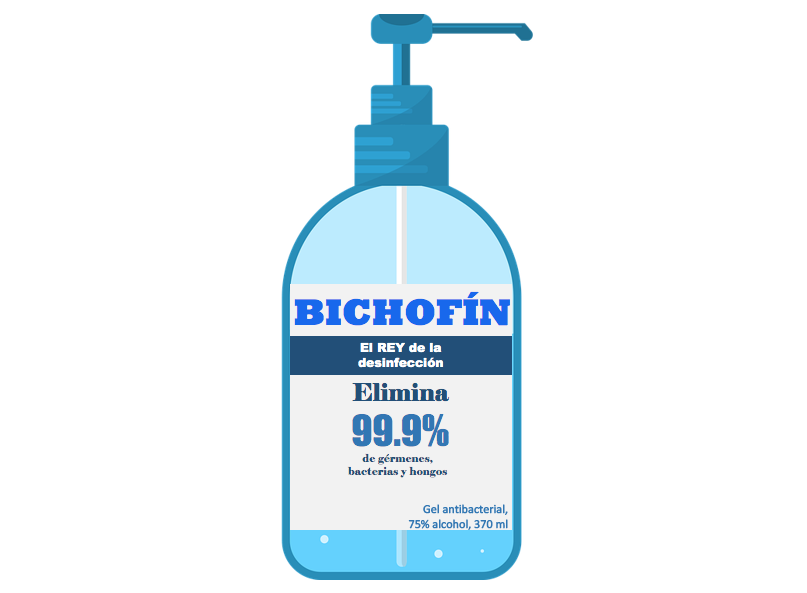 BICHOFÍN
El REY de la
desinfección
Elimina
99.9%
de gérmenes,
bacterias y hongos
Gel antibacterial,
75% alcohol, 370 ml